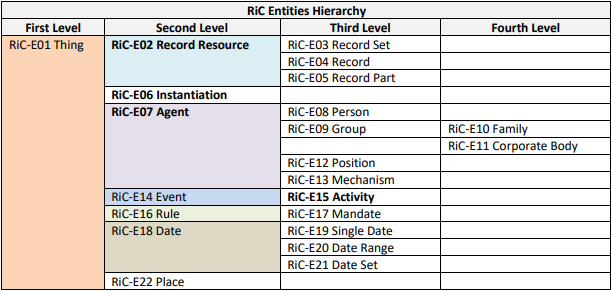 RiC Entities Hierarchy
First Level Second Level Third Level Fourth Level
RiC-E01 Thing RiC-E02 Record Resource RiC-E03 Record Set
RiC-E04 Record
RiC-E05 Record Part
RiC-E06 Instantiation
RiC-E07 Agent RiC-E08 Person
RiC-E09 Group RiC-E10 Family
RiC-E11 Corporate Body
RiC-E12 Position
RiC-E13 Mechanism
RiC-E14 Event RiC-E15 Activity
RiC-E16 Rule RiC-E17 Mandate
RiC-E18 Date RiC-E19 Single Date
RiC-E20 Date Range
RiC-E21 Date Set
RiC-E22 Place